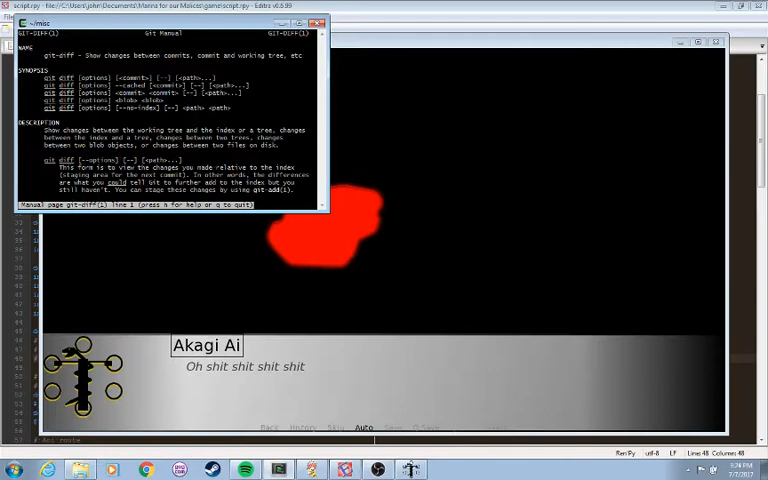 script.rpy - file://C:\Users\john\Documents\Manna for our Malices\game\script.rpy - Editra v0.6.99
~/misc
GIT-DIFF(1) Git Manual GIT-DIFF(1)
NAME
git-diff - Show changes between commits, commit and working tree, etc
SYNOPSIS
git diff [options] [<commit>] [--] [<path>...]
git diff [options] --cached [<commit>] [--] [<path>...]
git diff [options] <commit> <commit> [--] [<path>...]
git diff [options] <blob> <blob>
git diff [options] [--no-index] [--] <path> <path>
DESCRIPTION
Show changes between the working tree and the index or a tree, changes
between the index and a tree, changes between two trees, changes
between two blob objects, or changes between two files on disk.
git diff [--options] [--] [<path>...]
This form is to view the changes you made relative to the index
(staging area for the next commit). In other words, the differences
are what you could tell Git to further add to the index but you
still haven't. You can stage these changes by using git-add(1).
Manual page git-diff(1) line 1 (press h for help or q to quit)
Akagi Ai
Oh shit shit shit shit
Back History Skip Auto Save Q.Save
Ren'Py utf-8 LF Line: 48 Column: 48
GOG.COM
9:28 PM
7/7/2017